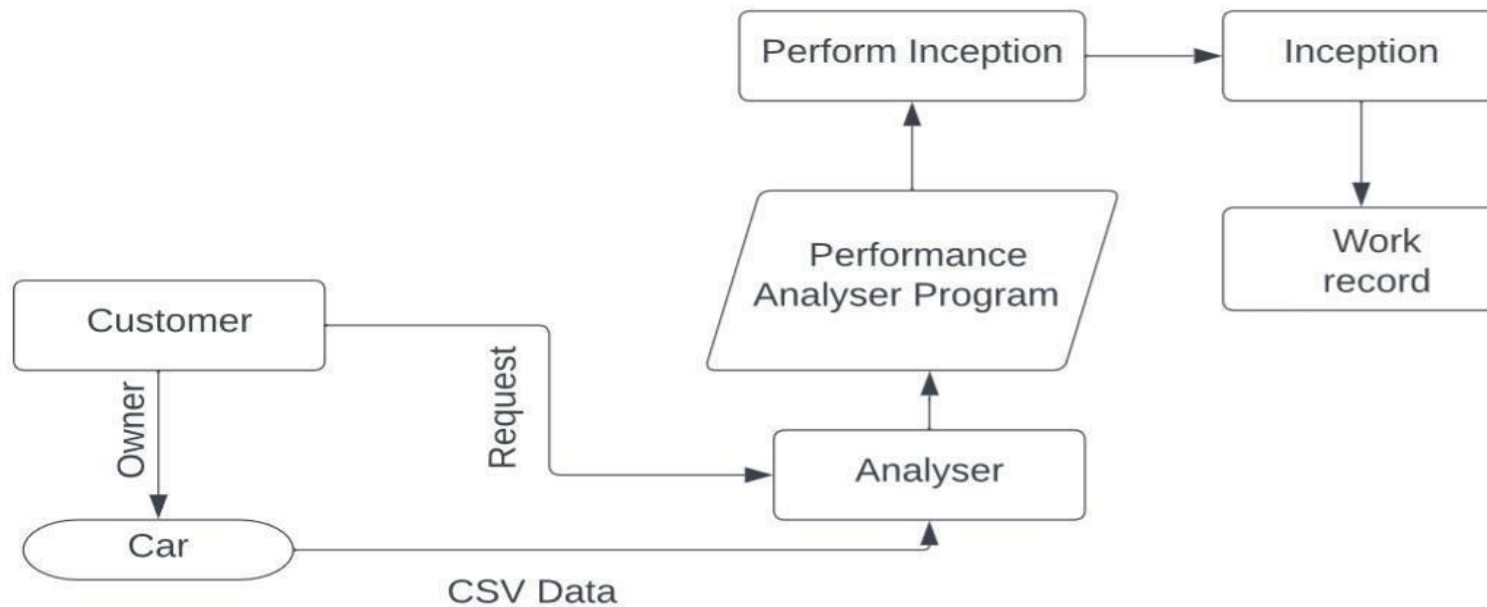 Perform Inception
Inception
Performance
Analyser Program
Work
record
Customer
Owner
Request
Analyser
Car
CSV Data